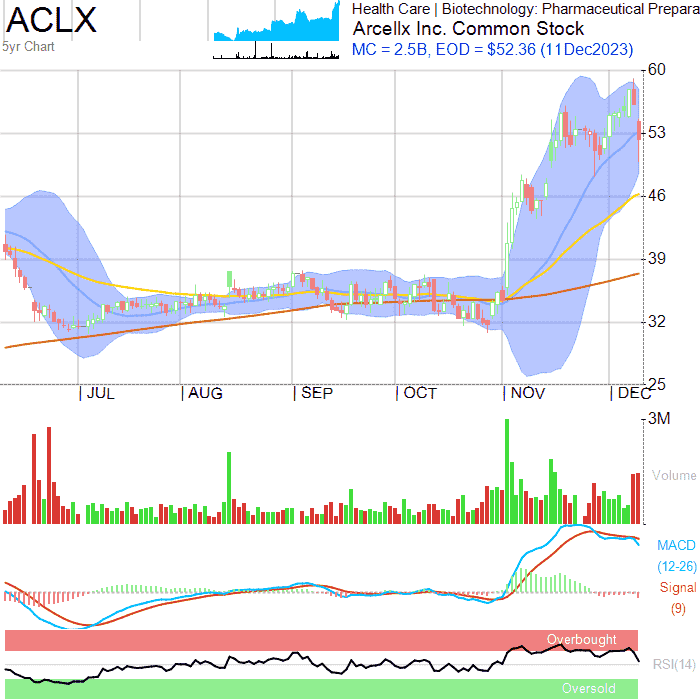 ACLX
5yr Chart
Health Care | Biotechnology: Pharmaceutical Prepara
Arcellx Inc. Common Stock
MC = 2.5B, EOD = $52.36 (11Dec2023)
60
53
46
39
32
25
| JUL | AUG | SEP | OCT | NOV | DEC
3M
Volume
MACD
(12-26)
Signal
(9)
Overbought
RSI(14)
Oversold